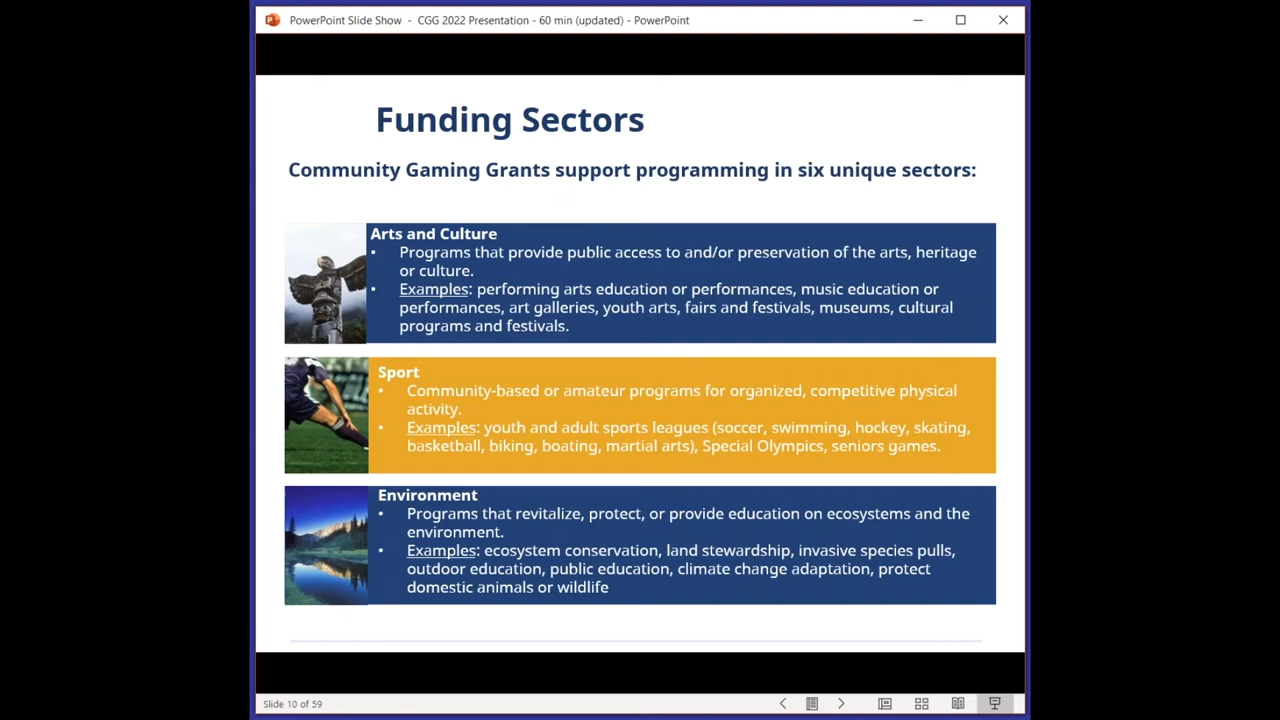 PowerPoint Slide Show - CGG 2022 Presentation - 60 min (updated) - PowerPoint
Funding Sectors
Community Gaming Grants support programming in six unique sectors:
Arts and Culture
• Programs that provide public access to and/or preservation of the arts, heritage
or culture.
• Examples: performing arts education or performances, music education or
performances, art galleries, youth arts, fairs and festivals, museums, cultural
programs and festivals.
Sport
• Community-based or amateur programs for organized, competitive physical
activity.
• Examples: youth and adult sports leagues (soccer, swimming, hockey, skating,
basketball, biking, boating, martial arts), Special Olympics, seniors games.
Environment
• Programs that revitalize, protect, or provide education on ecosystems and the
environment.
• Examples: ecosystem conservation, land stewardship, invasive species pulls,
outdoor education, public education, climate change adaptation, protect
domestic animals or wildlife
Slide 10 of 59